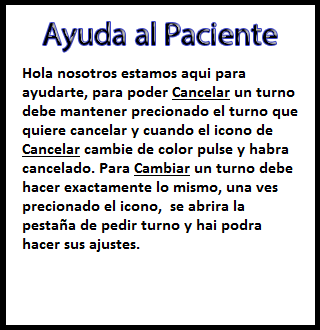 Ayuda al Paciente
Hola nosotros estamos aqui para
ayudarte, para poder Cancelar un turno
debe mantener precionado el turno que
quiere cancelar y cuando el icono de
Cancelar cambie de color pulse y habra
cancelado. Para Cambiar un turno debe
hacer exactamente lo mismo, una ves
precionado el icono,  se abrira la
pestaña de pedir turno y hai podra
hacer sus ajustes.